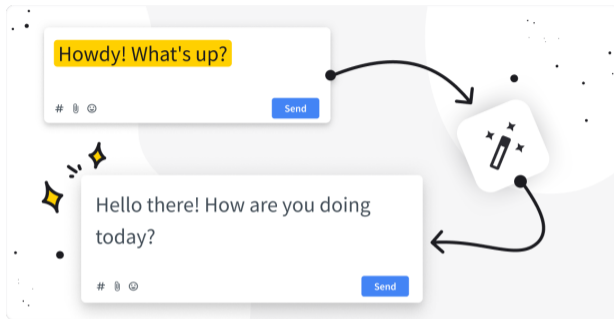 Howdy! What's up?
#
Send
Hello there! How are you doing
today?
#
Send